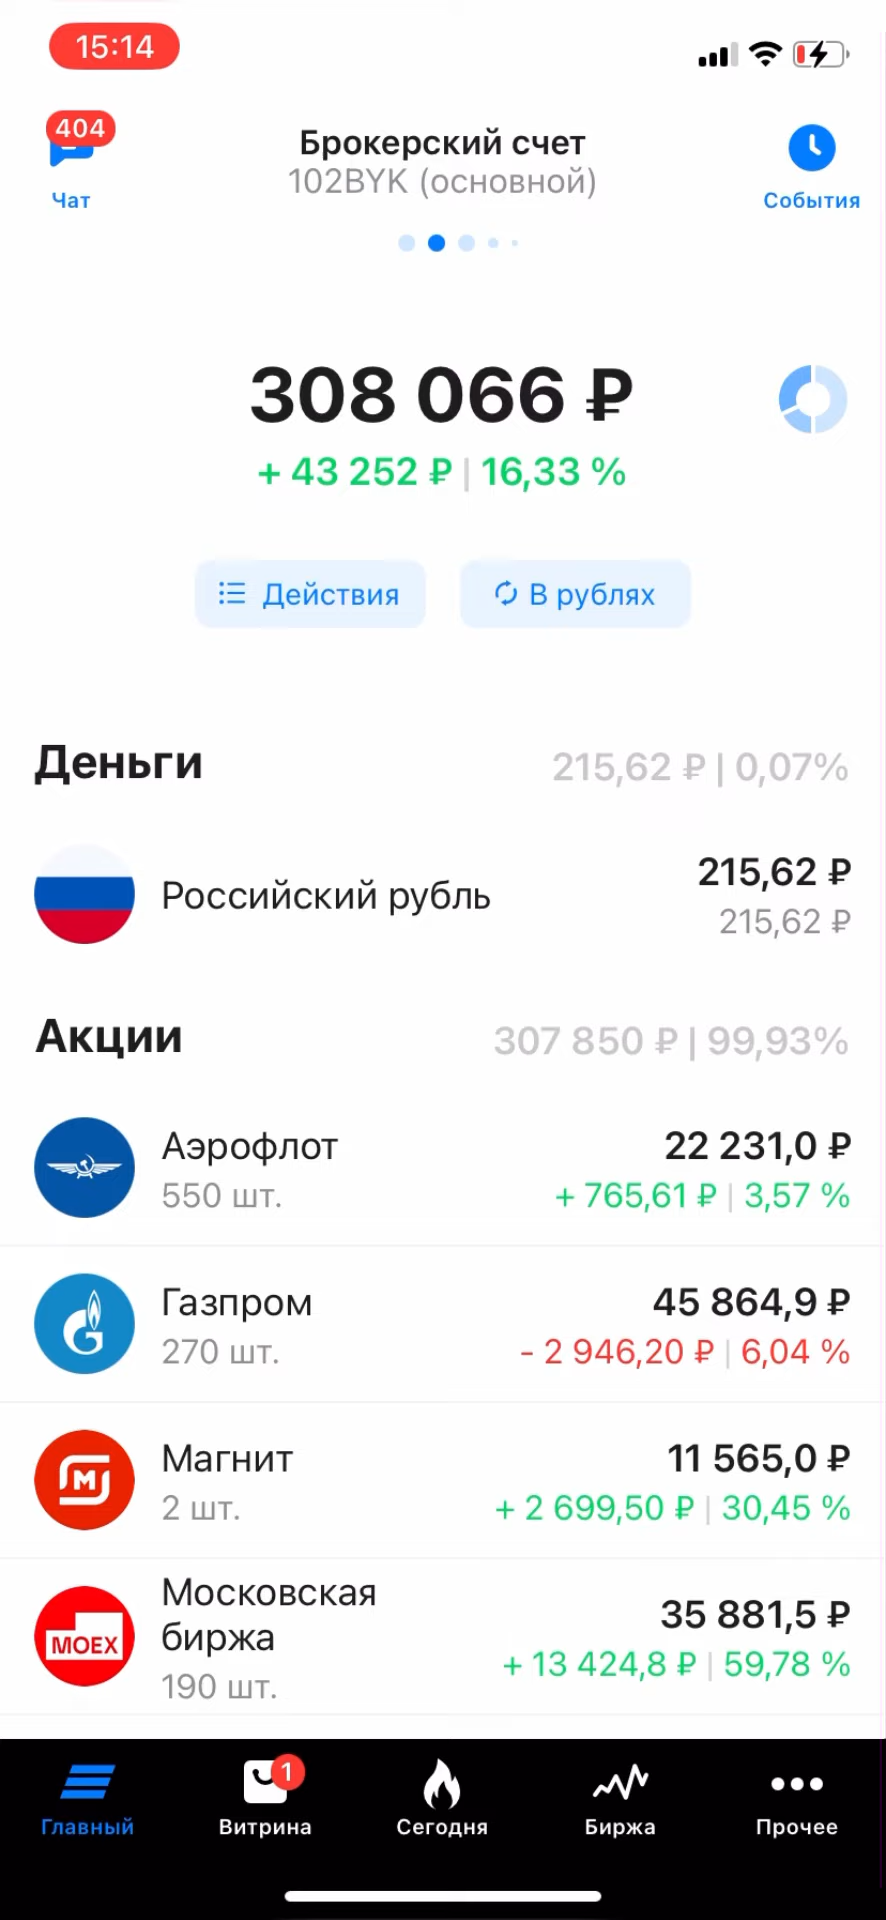 15:14
404
Чат
Брокерский счет
102BYK (основной)
События
308 066 ₽
+ 43 252 ₽ | 16,33 %
Действия
В рублях
Деньги
215,62 ₽ | 0,07%
Российский рубль
215,62 ₽
215,62 ₽
Акции
307 850 ₽ | 99,93%
Аэрофлот
22 231,0 ₽
550 шт.
+ 765,61 ₽ | 3,57 %
Газпром
45 864,9 ₽
270 шт.
- 2 946,20 ₽ | 6,04 %
Магнит
11 565,0 ₽
2 шт.
+ 2 699,50 ₽ | 30,45 %
MOEX
Московская
биржа
35 881,5 ₽
190 шт.
+ 13 424,8 ₽ | 59,78 %
1
Главный
Витрина
Сегодня
Биржа
Прочее